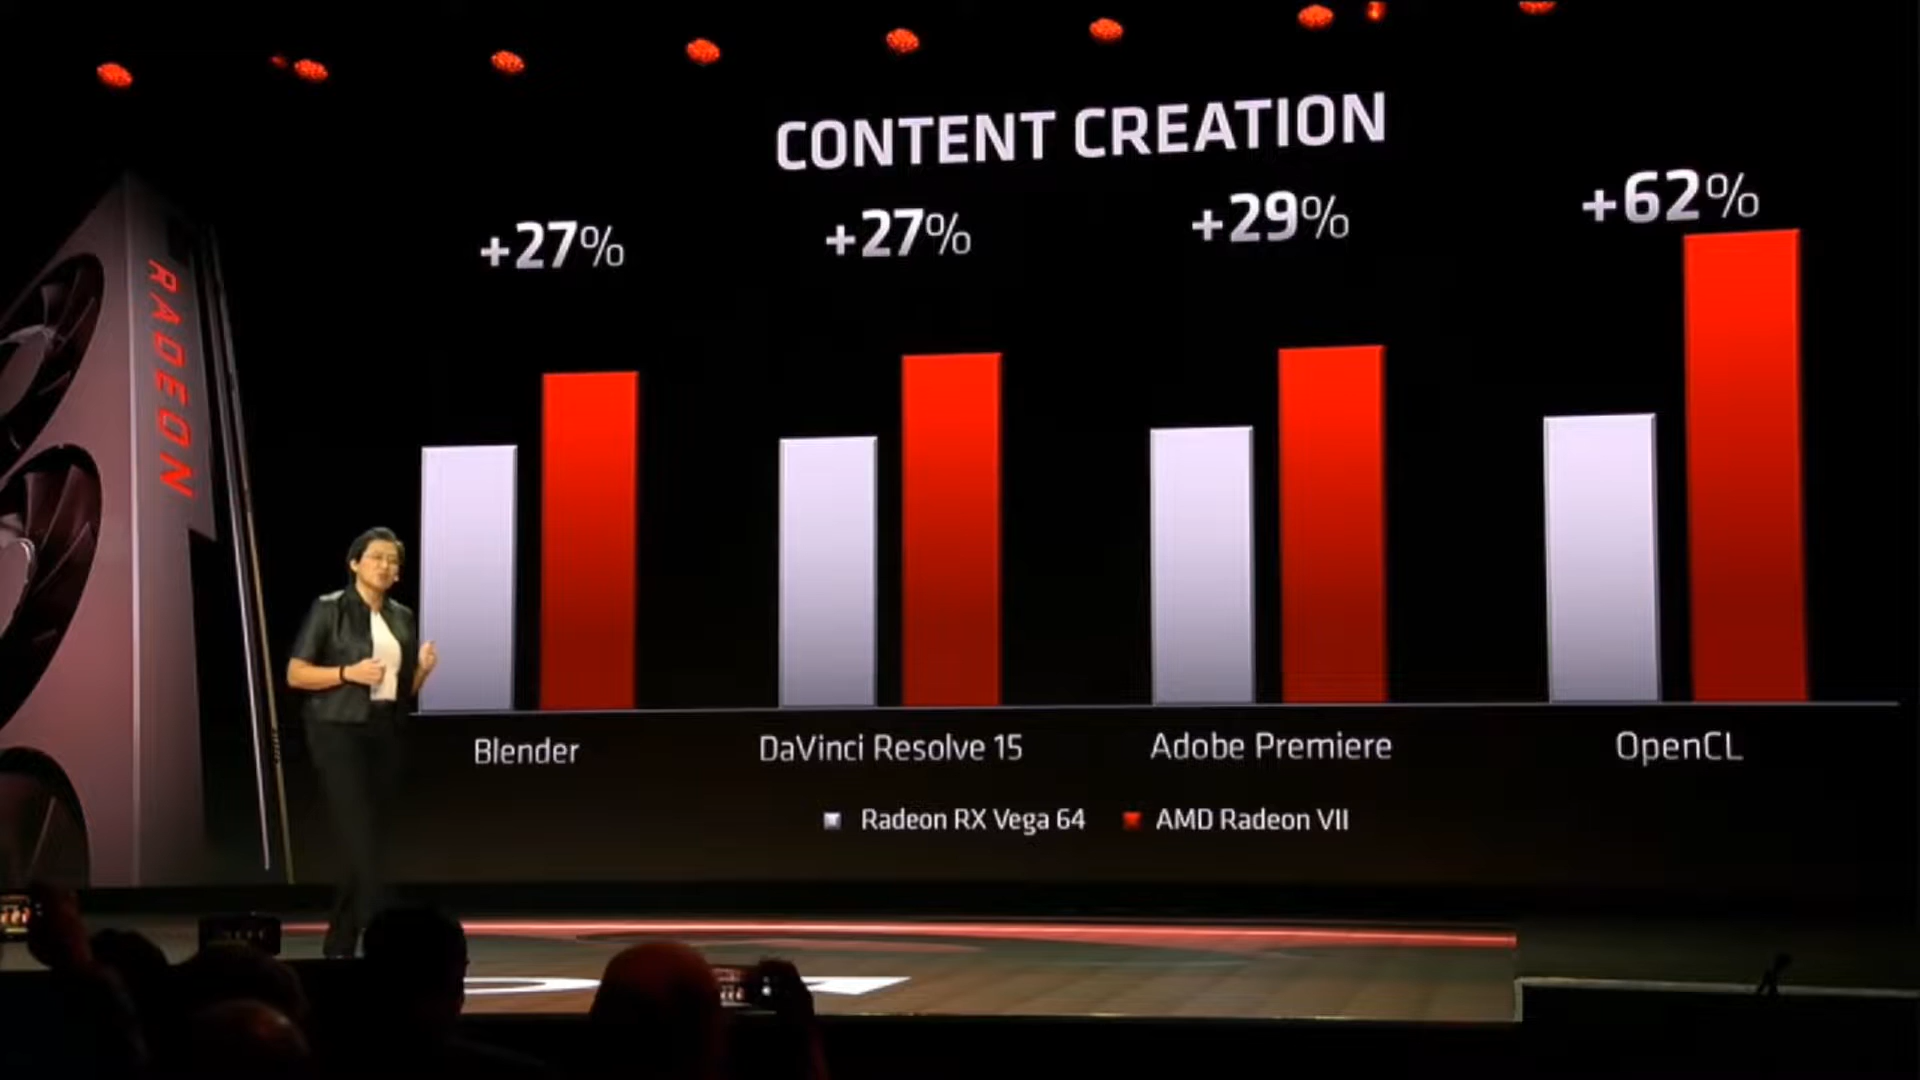 CONTENT CREATION
+27%
+27%
+29%
+62%
RADEON
Blender
DaVinci Resolve 15
Adobe Premiere
OpenCL
Radeon RX Vega 64
AMD Radeon VII